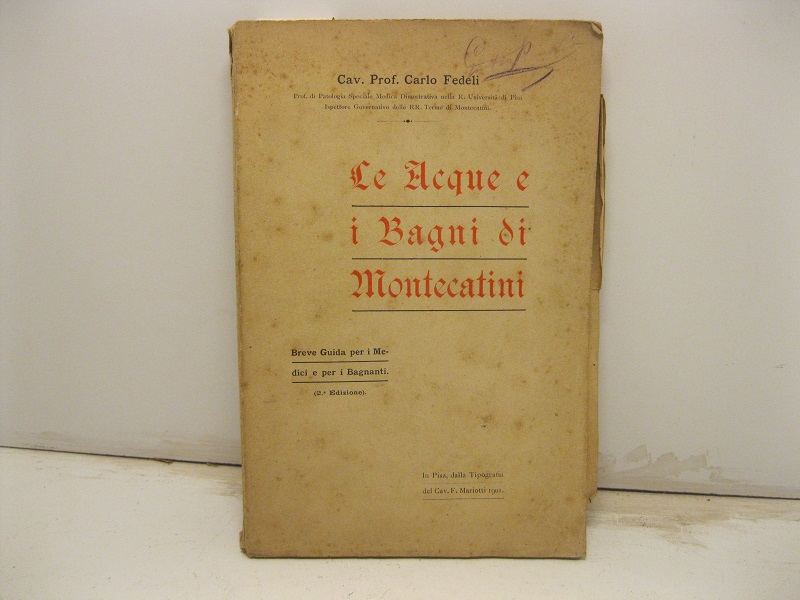 Cav. Prof. Carlo Fedeli
Prof. di Patologia Speciale Medica Dimostrativa nella R. Università di Pisa
Ispettore Governativo delle RR. Terme di Montecatini.
Le Acque e
i Bagni di
Montecatini
Breve Guida per i Me-
dici e per i Bagnanti.
(2.ª Edizione).
In Pisa, dalla Tipografia
del Cav. F. Mariotti